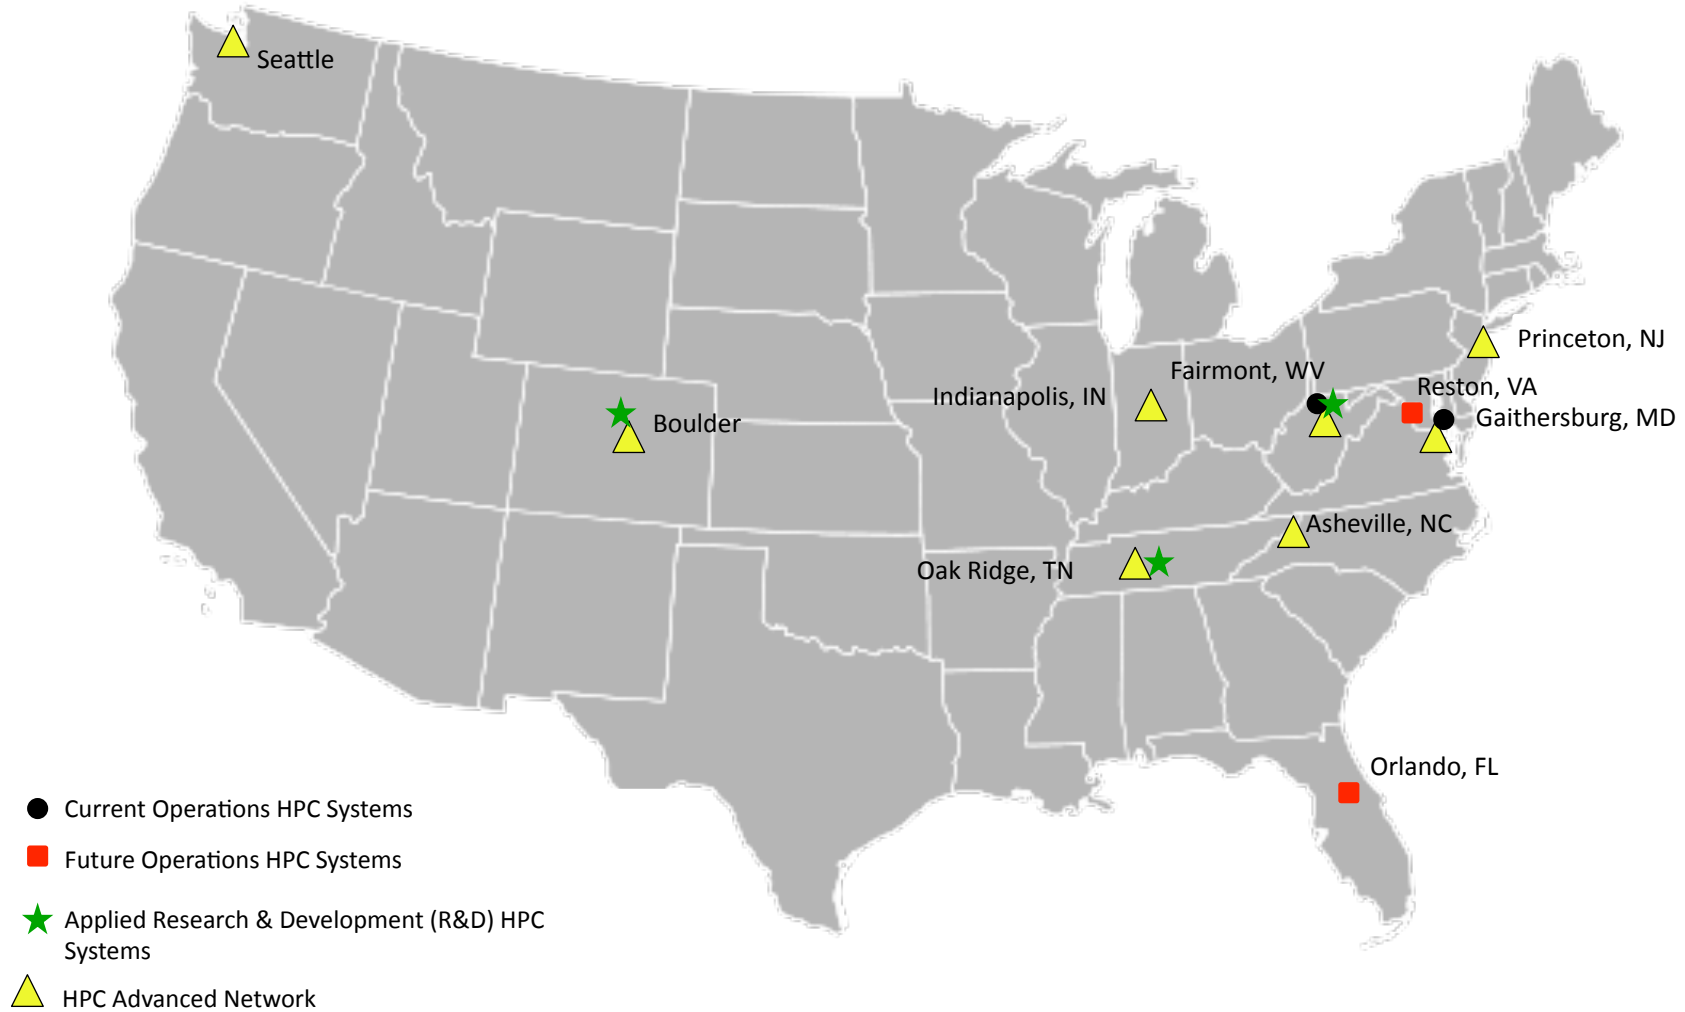 Seattle
Princeton, NJ
Fairmont, WV
Reston, VA
Indianapolis, IN
Gaithersburg, MD
Boulder
Asheville, NC
Oak Ridge, TN
Orlando, FL
Current Operations HPC Systems
Future Operations HPC Systems
Applied Research & Development (R&D) HPC
Systems
HPC Advanced Network